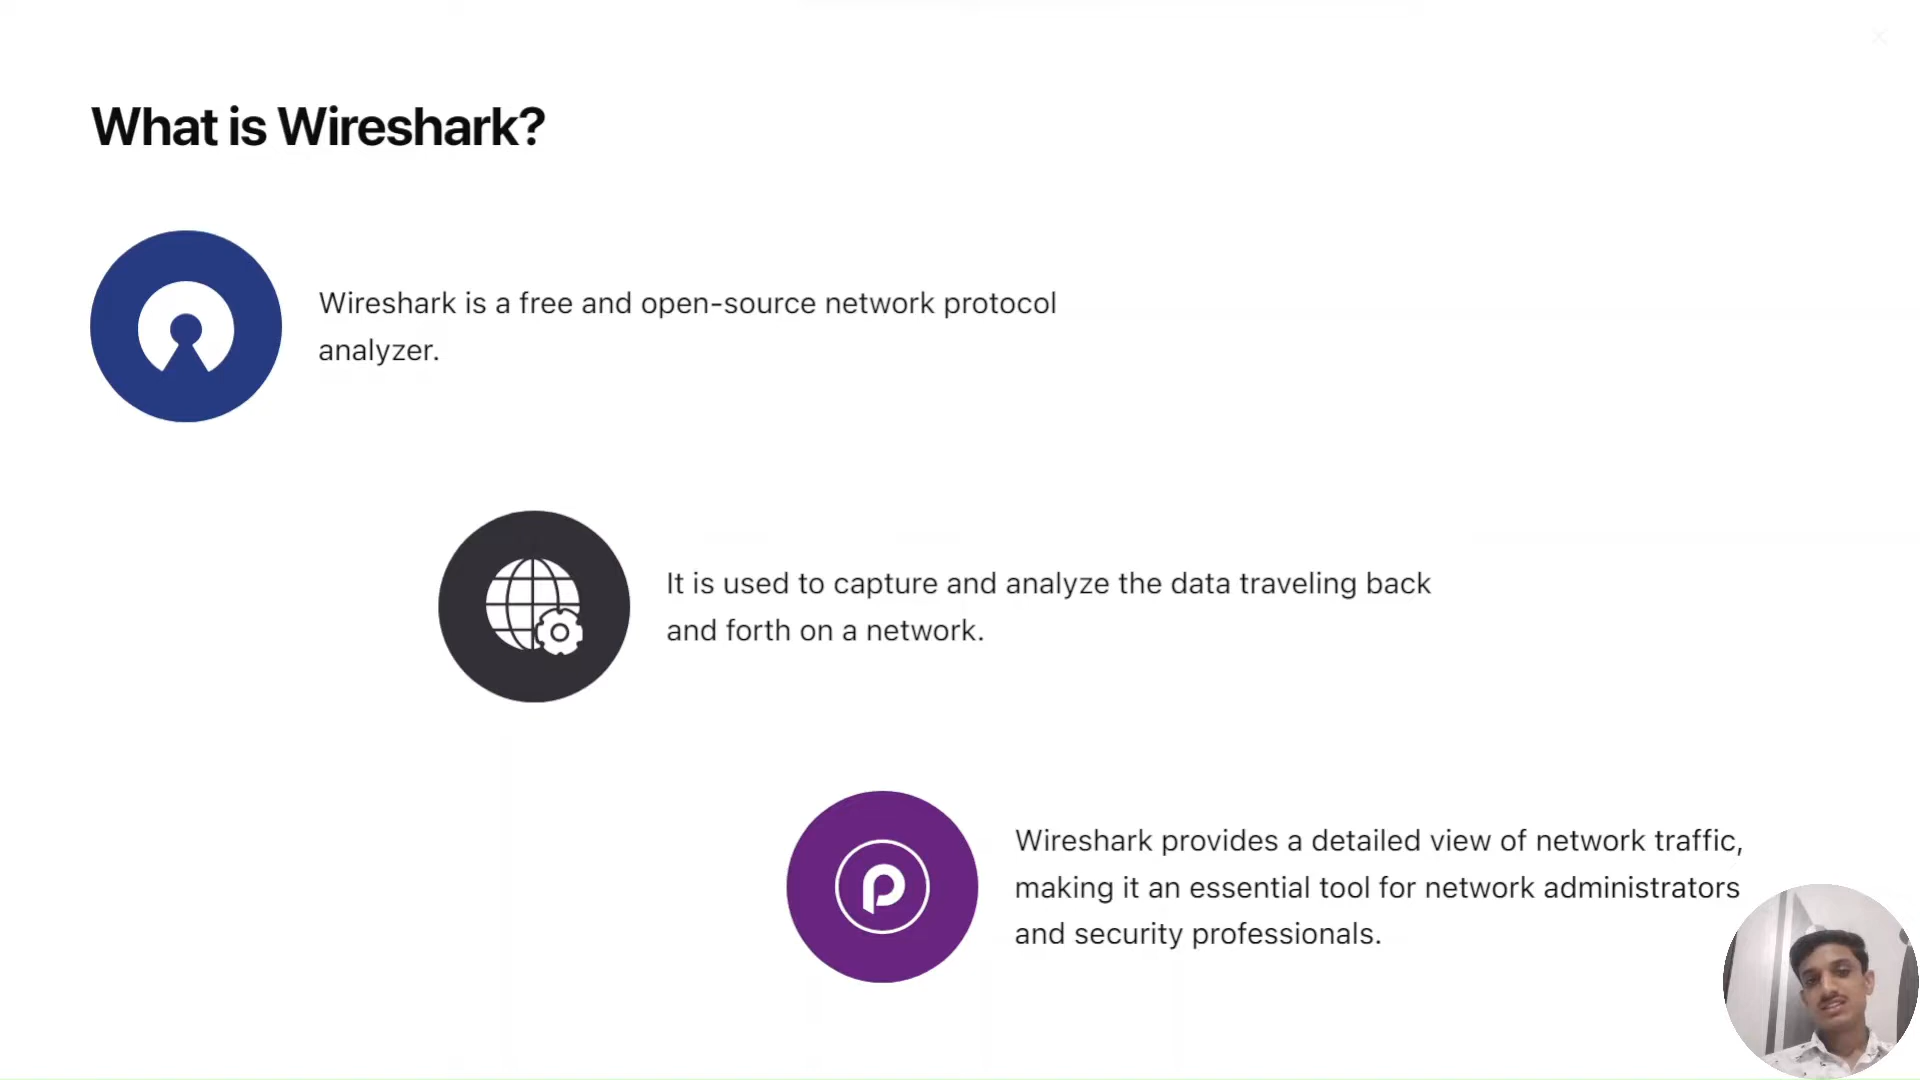 What is Wireshark?
Wireshark is a free and open-source network protocol
analyzer.
It is used to capture and analyze the data traveling back
and forth on a network.
Wireshark provides a detailed view of network traffic,
making it an essential tool for network administrators
and security professionals.